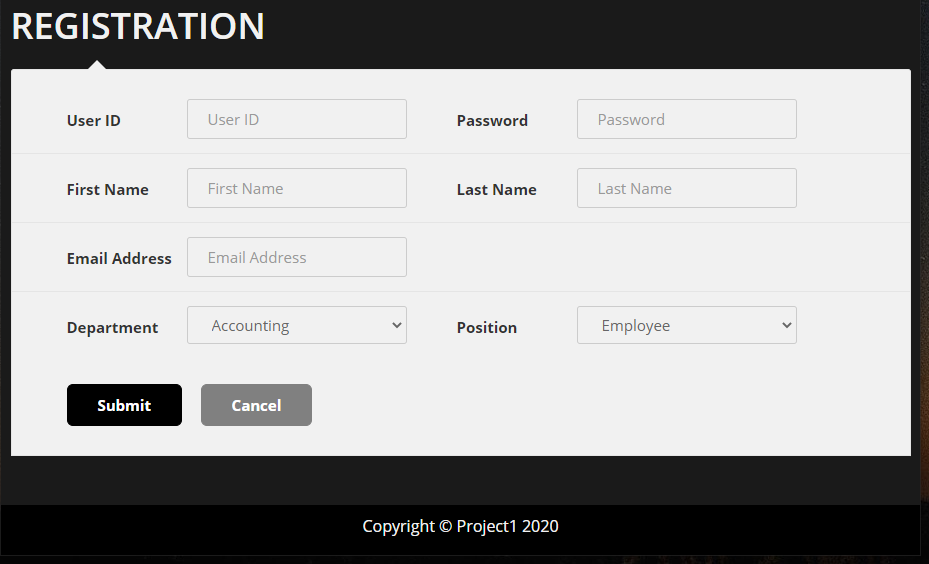 REGISTRATION
User ID User ID Password Password
First Name First Name Last Name Last Name
Email Address Email Address
Department Accounting Position Employee
Submit Cancel
Copyright © Project1 2020